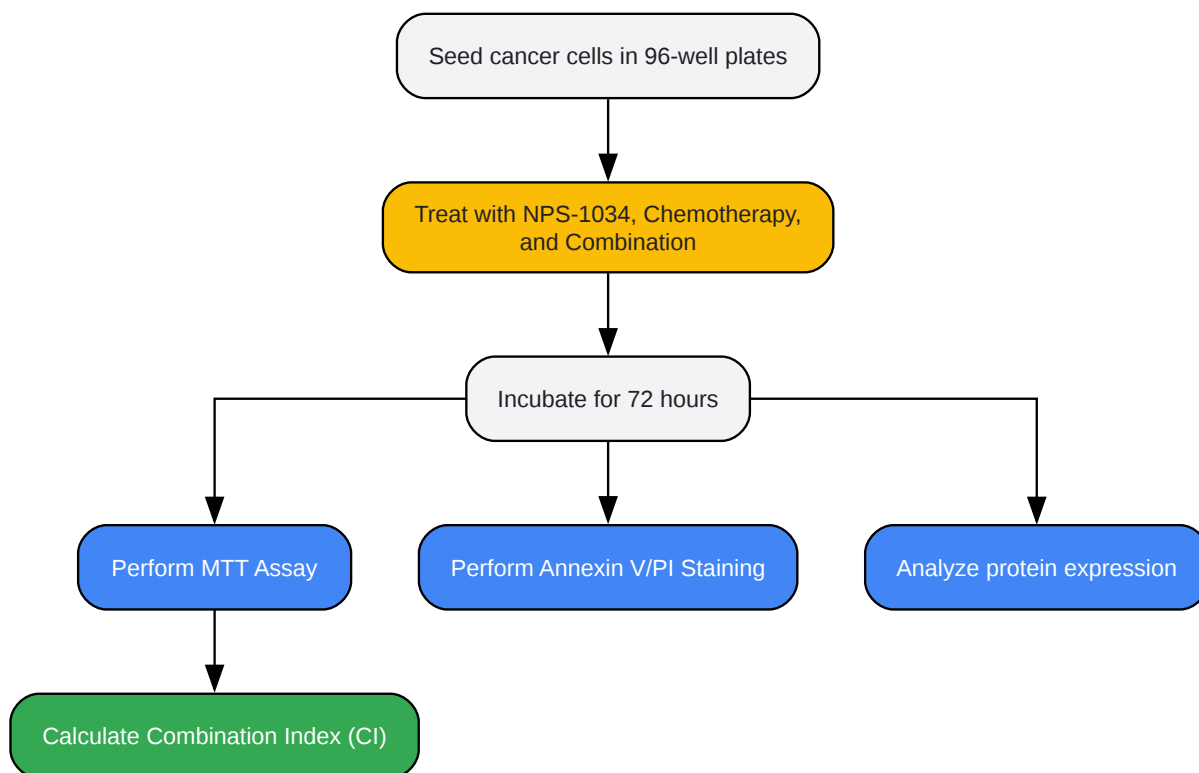 Seed cancer cells in 96-well plates
Treat with NPS-1034, Chemotherapy,
and Combination
Incubate for 72 hours
Perform MTT Assay
Perform Annexin V/PI Staining
Analyze protein expression
Calculate Combination Index (CI)